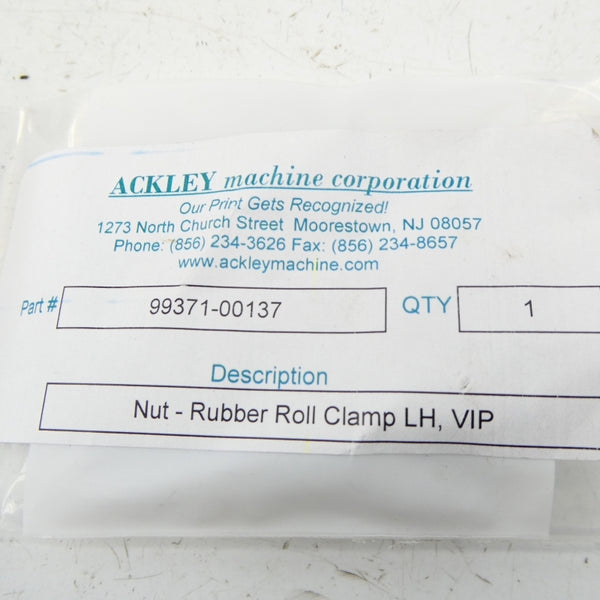 ACKLEY machine corporation
Our Print Gets Recognized!
1273 North Church Street Moorestown, NJ 08057
Phone: (856) 234-3626 Fax: (856) 234-8657
www.ackleymachine.com
Part # 99371-00137 QTY 1
Description
Nut - Rubber Roll Clamp LH, VIP